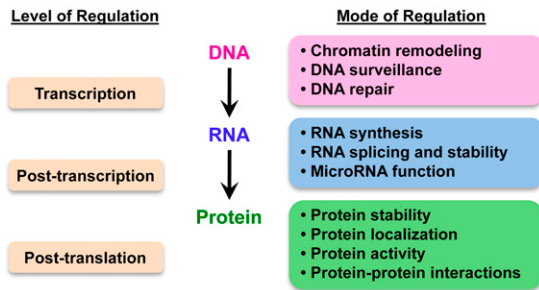 Level of Regulation
Mode of Regulation
DNA
• Chromatin remodeling
• DNA surveillance
• DNA repair
Transcription
RNA
• RNA synthesis
• RNA splicing and stability
• MicroRNA function
Post-transcription
Protein
• Protein stability
• Protein localization
• Protein activity
• Protein-protein interactions
Post-translation